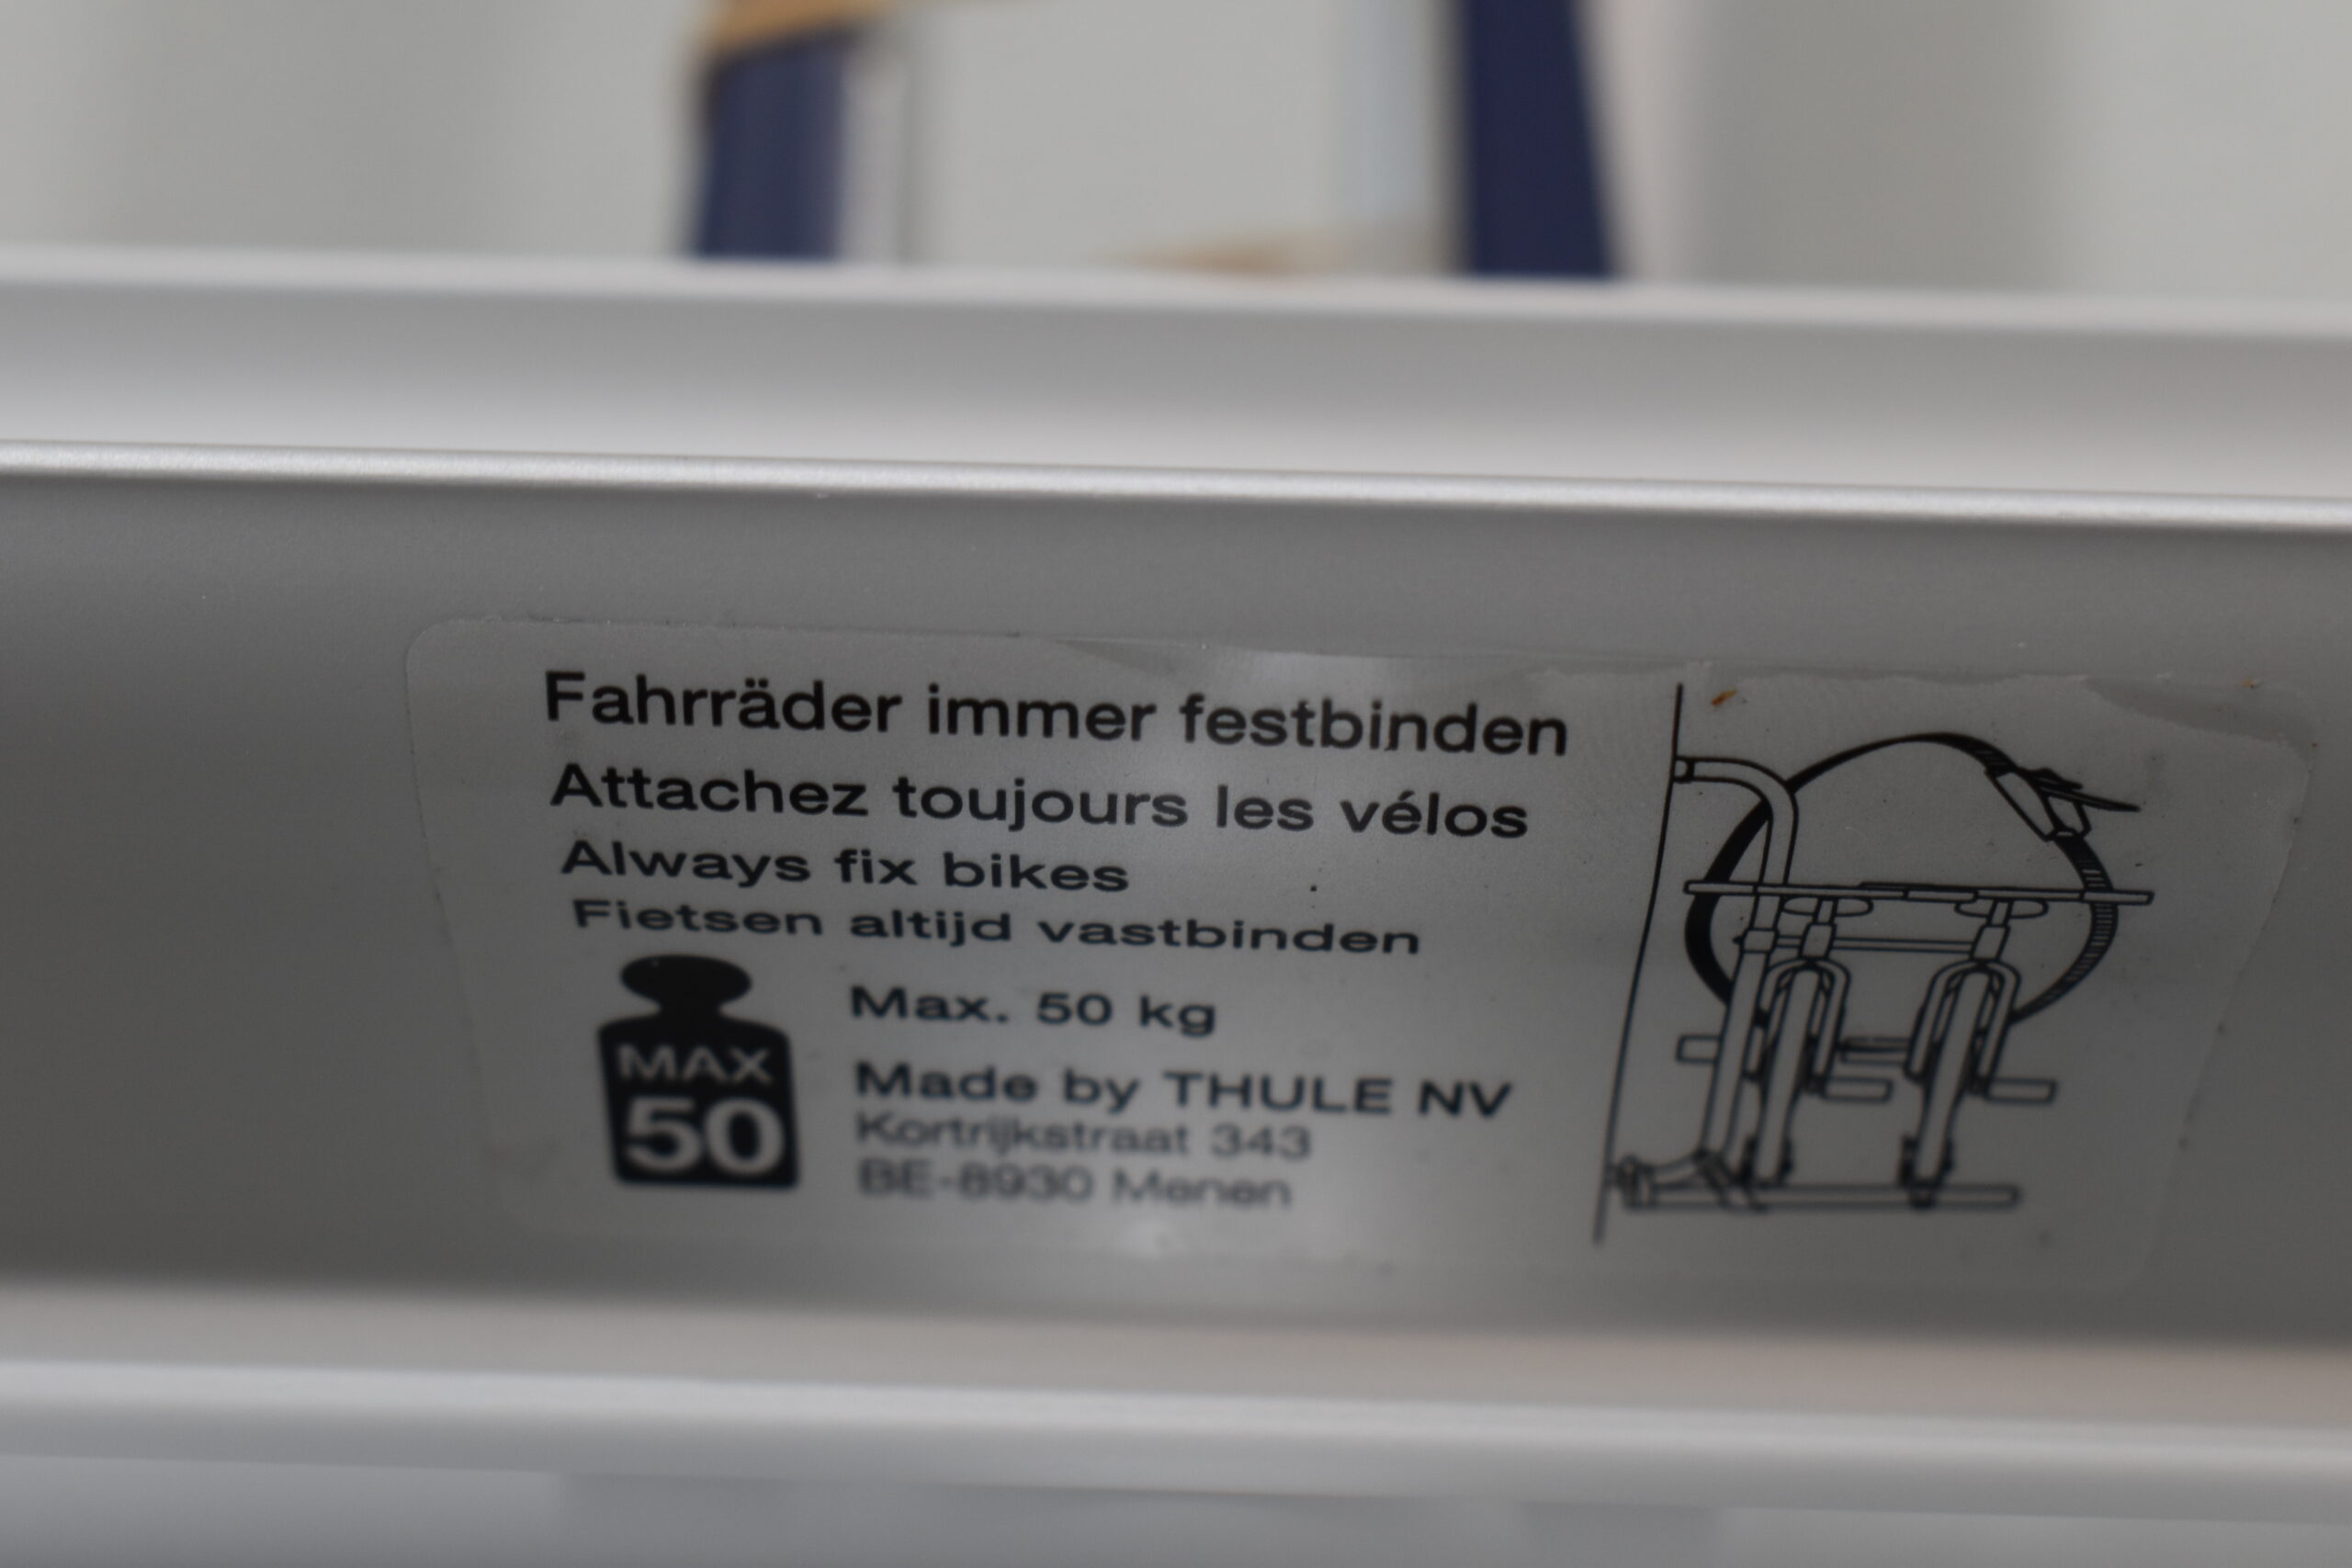 Fahrräder immer festbinden
Attachez toujours les vélos
Always fix bikes
Fietsen altijd vastbinden
MAX
50
Max. 50 kg
Made by THULE NV
Kortrijkstraat 343
BE-8930 Menen